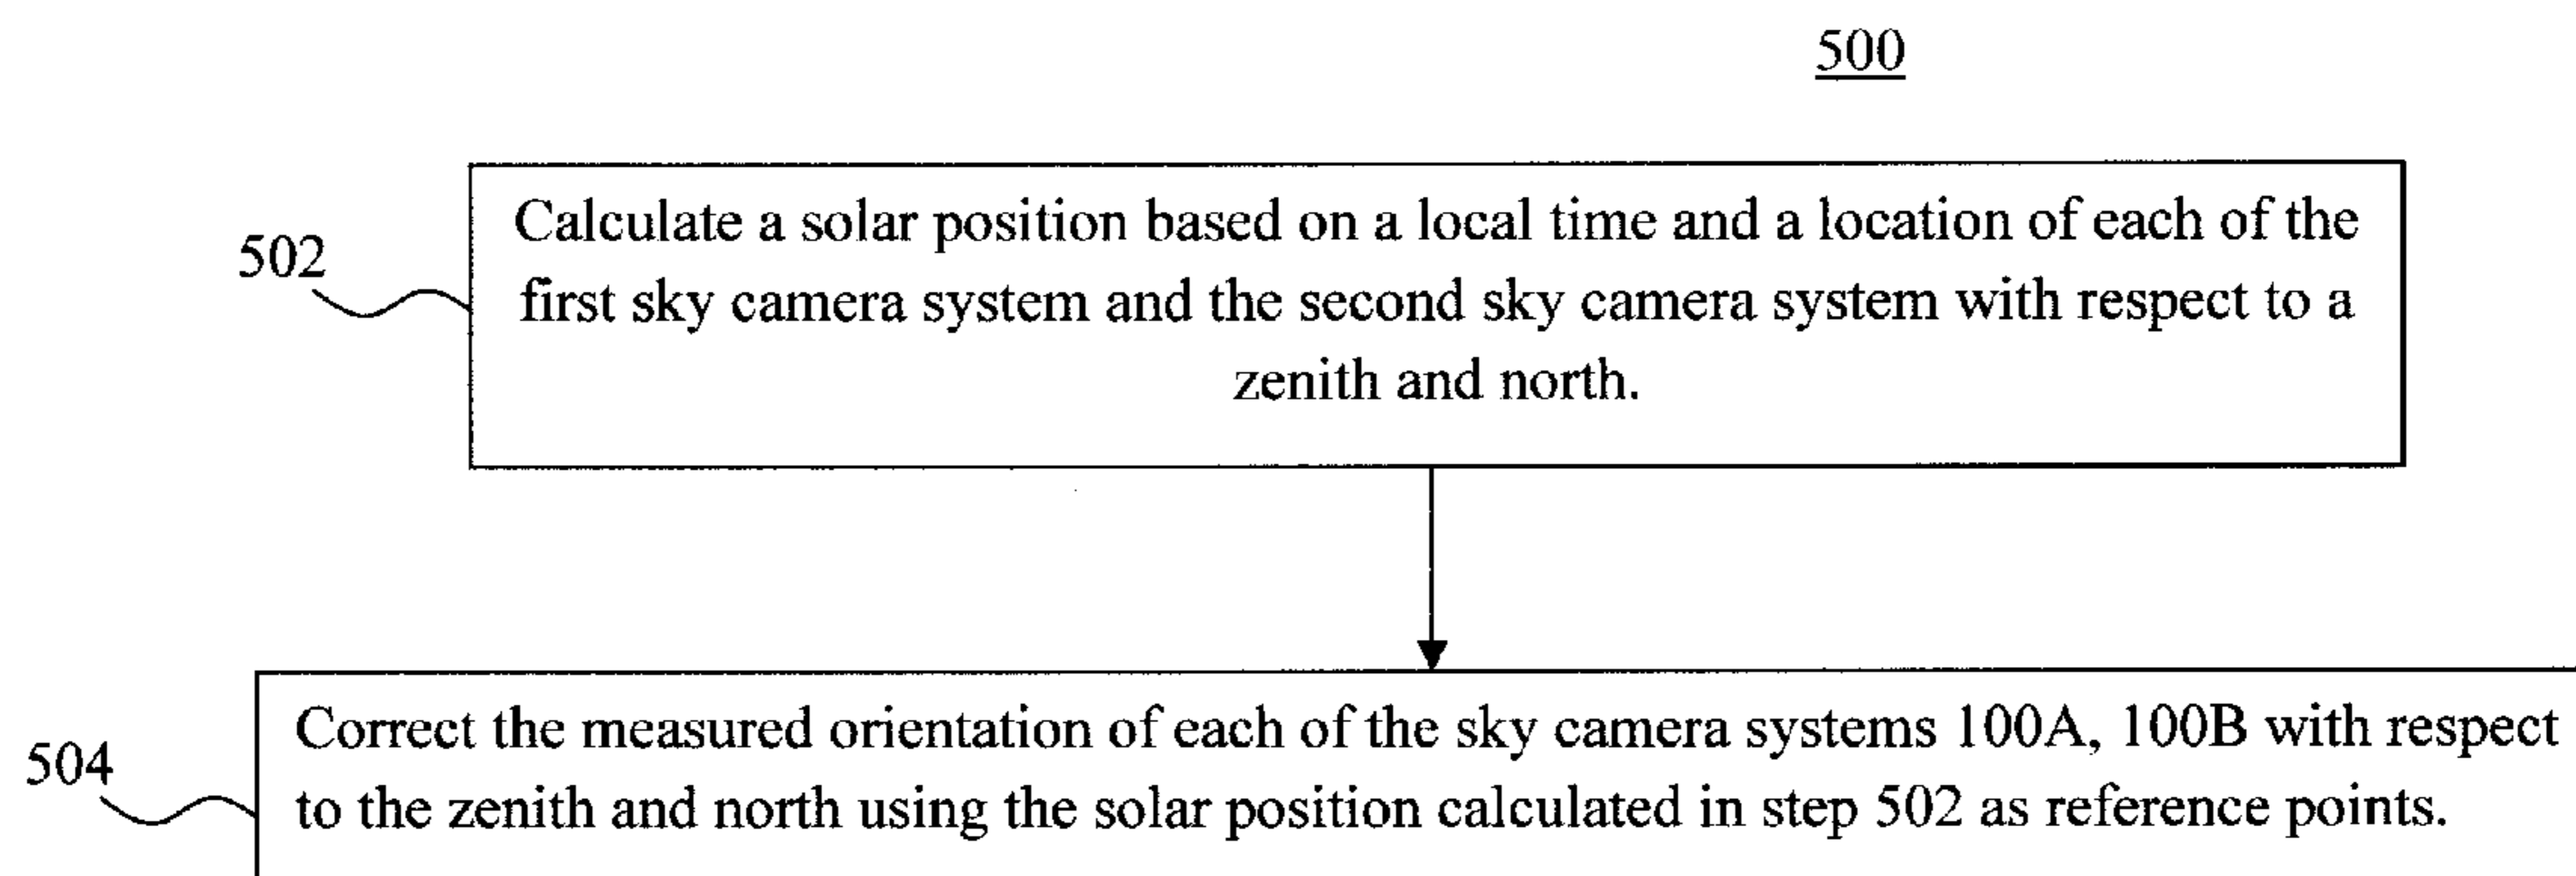 500
502
Calculate a solar position based on a local time and a location of each of the
first sky camera system and the second sky camera system with respect to a
zenith and north.
504
Correct the measured orientation of each of the sky camera systems 100A, 100B with respect
to the zenith and north using the solar position calculated in step 502 as reference points.